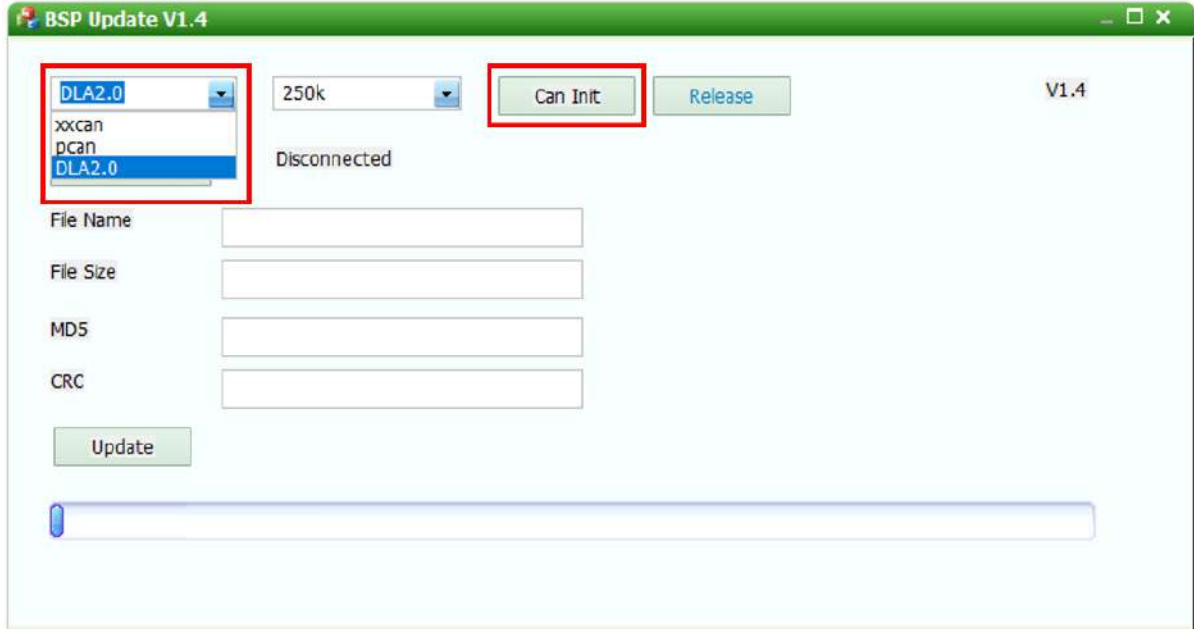 BSP Update V1.4
DLA2.0 250k Can Init Release V1.4
xxcan
pcan
DLA2.0
Disconnected
File Name
File Size
MD5
CRC
Update